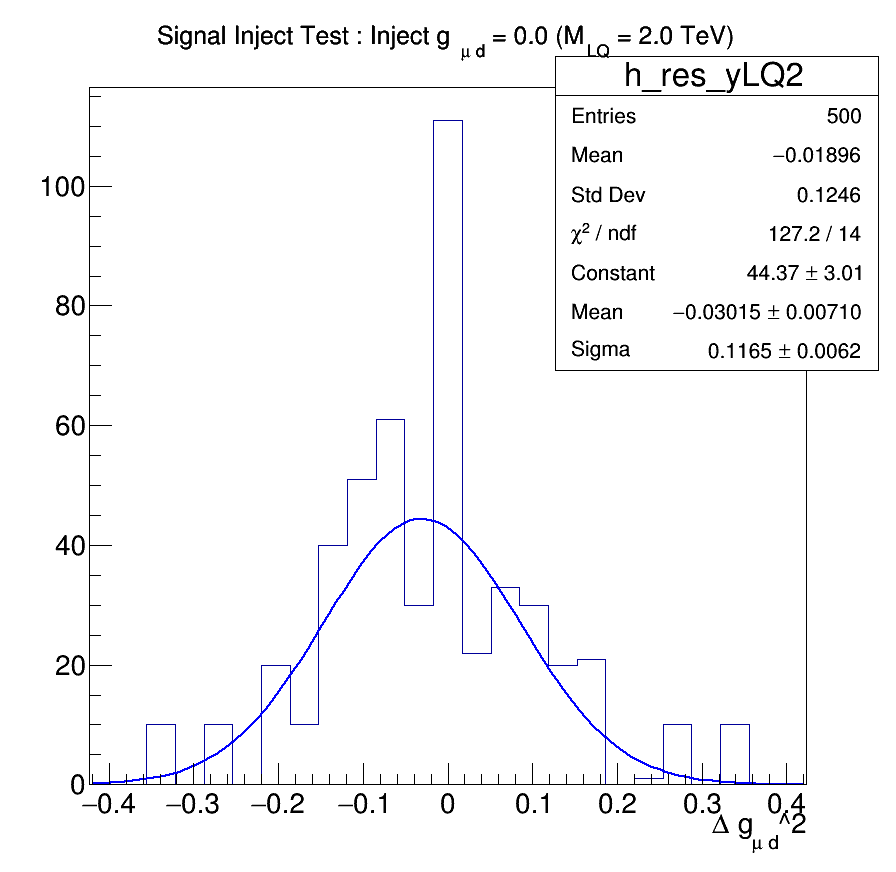 Signal Inject Test : Inject g μ d = 0.0 (M LQ = 2.0 TeV)
h_res_yLQ2
Entries 500
Mean −0.01896
Std Dev 0.1246
χ² / ndf 127.2 / 14
Constant 44.37 ± 3.01
Mean −0.03015 ± 0.00710
Sigma 0.1165 ± 0.0062
100
80
60
40
20
0
−0.4 −0.3 −0.2 −0.1 0 0.1 0.2 0.3 0.4
Δ g μ d ^2